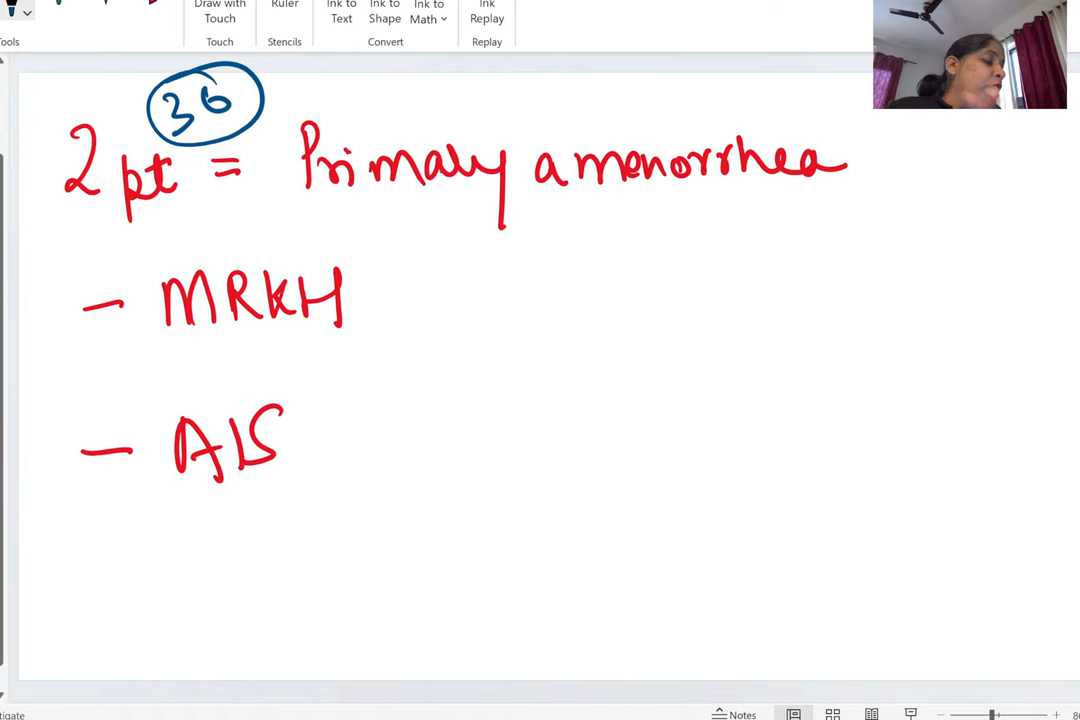 Draw with
Touch
Ruler
Ink to
Text
Ink to
Shape
Ink to
Math
Ink
Replay
Tools
Touch
Stencils
Convert
Replay
36
2 pt = Primary amenorrhea
- MRKH
- AIS
Notes